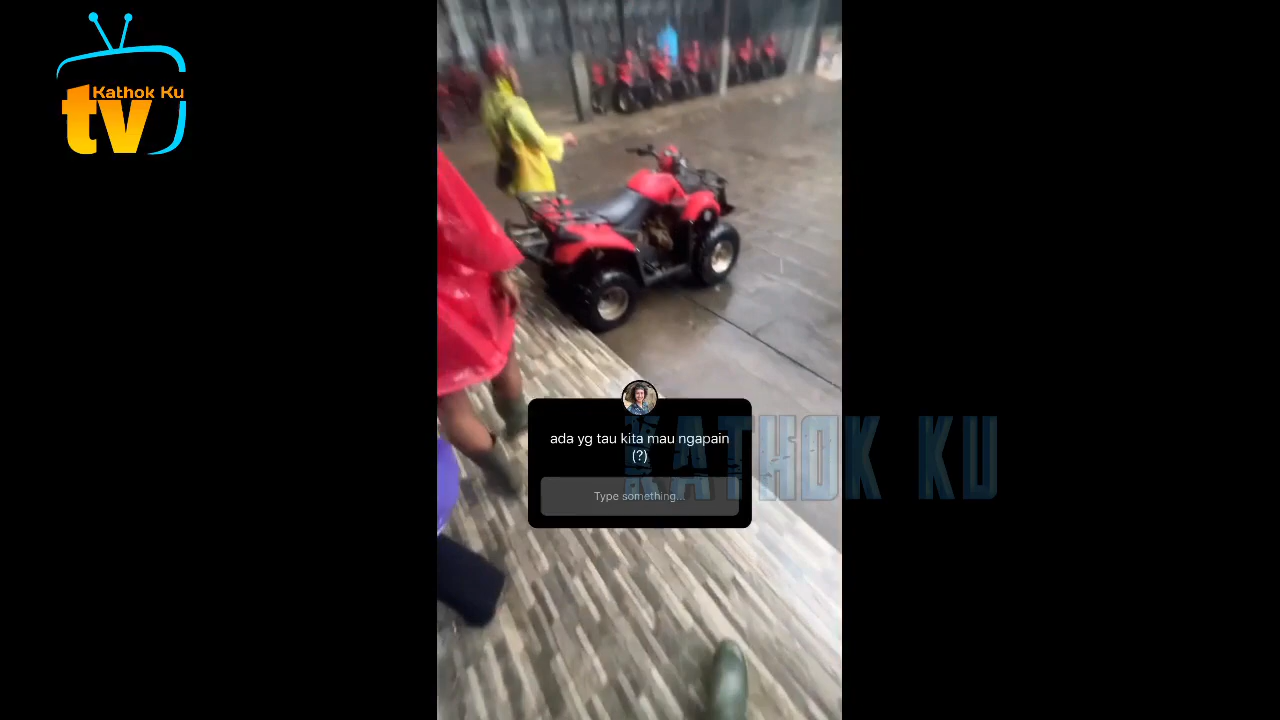 Kathok Ku
tv
ada yg tau kita mau ngapain
(?)
KATHOK KU
Type something...